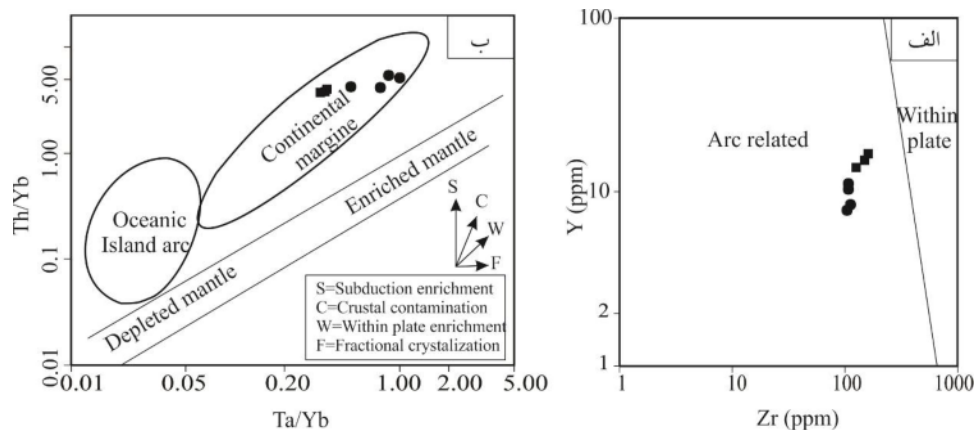 ب
5.00
1.00
0.1
0.01
Th/Yb
Continental
margine
Oceanic
Island arc
Enriched mantle
Depleted mantle
S
C
W
F
S=Subduction enrichment
C=Crustal contamination
W=Within plate enrichment
F=Fractional crystalization
0.01
0.05
0.20
1.00
2.00
5.00
Ta/Yb
الف
100
10
2
1
Y (ppm)
Arc related
Within
plate
1
10
100
1000
Zr (ppm)